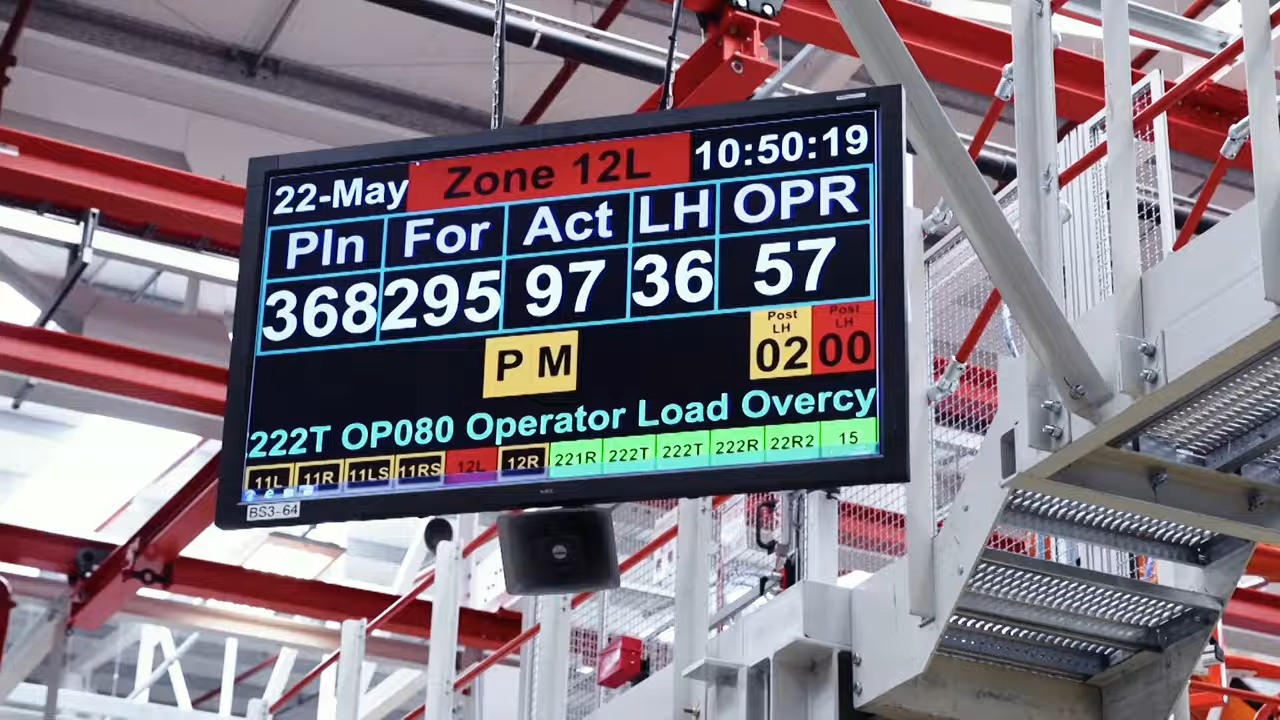 22-May Zone 12L 10:50:19
Pln For Act LH OPR
368 295 97 36 57
Post LH Post LH
P M 02 00
222T OP080 Operator Load Overcy
11L 11R 11LS 11RS 12L 12R 221R 222T 222T 222R 22R2 15
BS3-64